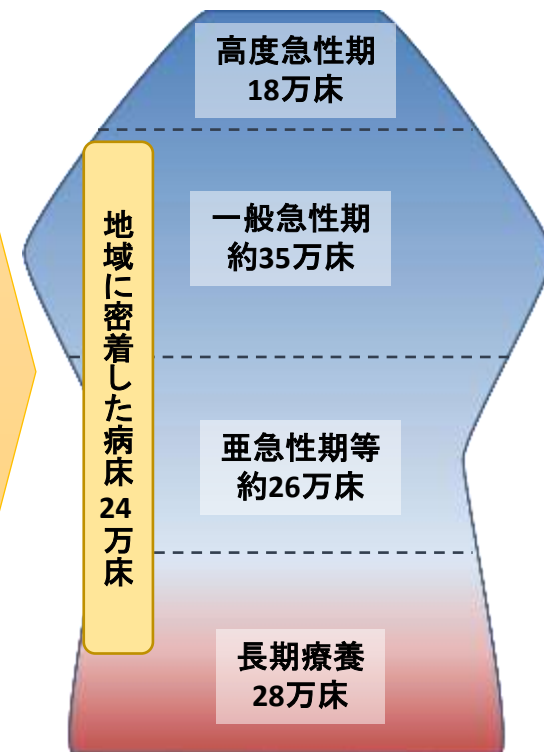 高度急性期
18万床
一般急性期
約35万床
地域に密着した病床24万床
亜急性期等
約26万床
長期療養
28万床